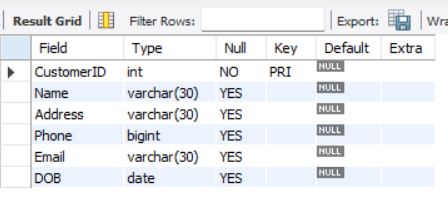 Result Grid Filter Rows: Export: Wra
Field Type Null Key Default Extra
CustomerID int NO PRI NULL
Name varchar(30) YES NULL
Address varchar(30) YES NULL
Phone bigint YES NULL
Email varchar(30) YES NULL
DOB date YES NULL